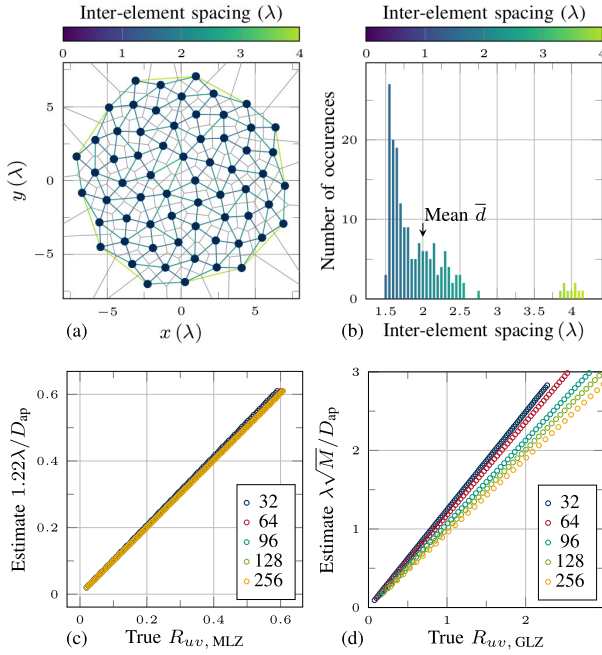 Inter-element spacing (λ)
0 1 2 3 4
5
0
−5
y (λ)
−5 0 5
(a) x (λ)
Inter-element spacing (λ)
0 1 2 3 4
Number of occurences
20
10
0
Mean d̅
1.5 2 2.5 3 3.5 4
(b) Inter-element spacing (λ)
Estimate 1.22λ/D_ap
0.6
0.4
0.2
0
32
64
96
128
256
0 0.2 0.4 0.6
(c) True R_uv, MLZ
Estimate λ√M/D_ap
3
2
1
0
32
64
96
128
256
0 1 2
(d) True R_uv, GLZ